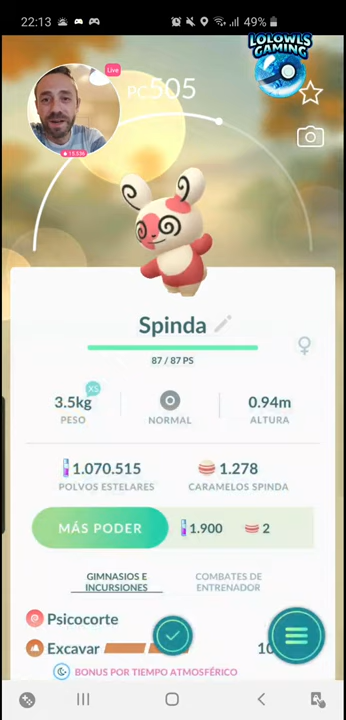 22:13
49%
LOLOWLS
GAMING
Live
PC505
Spinda
87 / 87 PS
XS
3.5kg
NORMAL
0.94m
PESO
ALTURA
1.070.515
1.278
POLVOS ESTELARES
CARAMELOS SPINDA
MÁS PODER
1.900
2
GIMNASIOS E
INCURSIONES
COMBATES DE
ENTRENADOR
Psicocorte
Excavar
BONUS POR TIEMPO ATMOSFÉRICO